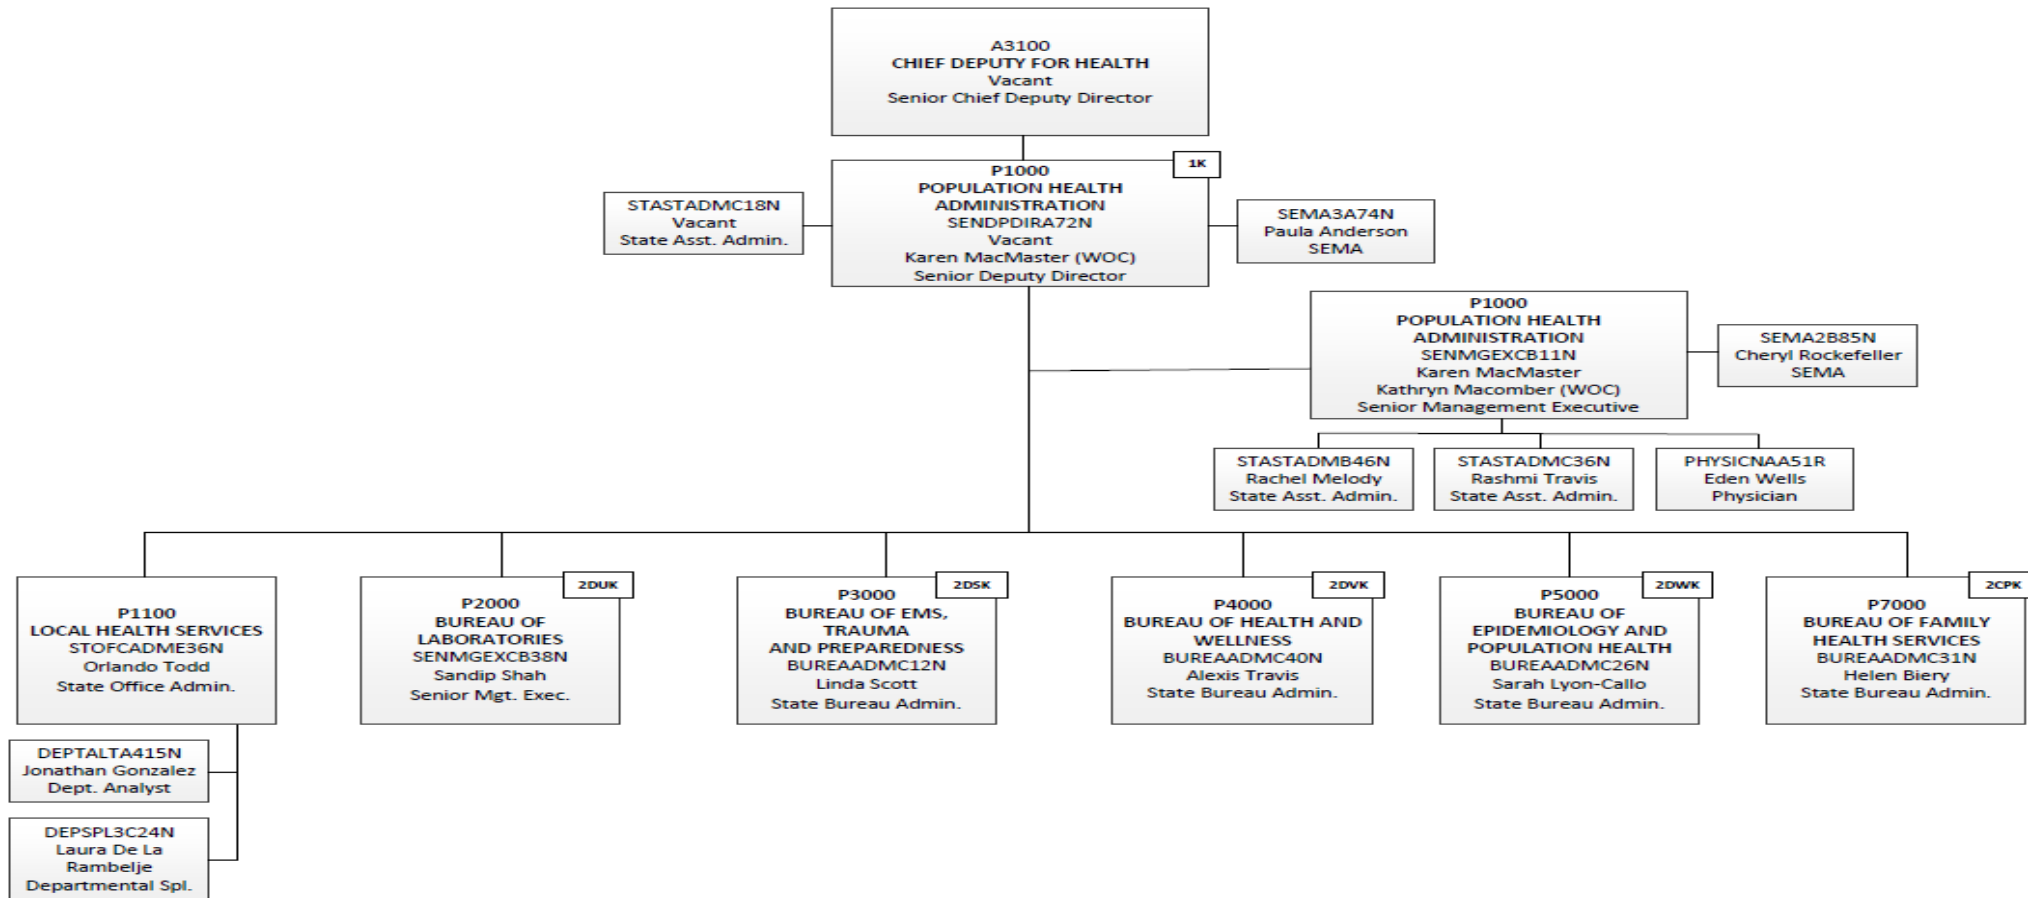 A3100
CHIEF DEPUTY FOR HEALTH
Vacant
Senior Chief Deputy Director
1K
P1000
POPULATION HEALTH
ADMINISTRATION
SENDPDIRA72N
Vacant
Karen MacMaster (WOC)
Senior Deputy Director
STASTADMC18N
Vacant
State Asst. Admin.
SEMA3A74N
Paula Anderson
SEMA
P1000
POPULATION HEALTH
ADMINISTRATION
SENMGEXCB11N
Karen MacMaster
Kathryn Macomber (WOC)
Senior Management Executive
SEMA2B85N
Cheryl Rockefeller
SEMA
STASTADMB46N
Rachel Melody
State Asst. Admin.
STASTADMC36N
Rashmi Travis
State Asst. Admin.
PHYSICNAA51R
Eden Wells
Physician
P1100
LOCAL HEALTH SERVICES
STOFCADME36N
Orlando Todd
State Office Admin.
2DUK
P2000
BUREAU OF
LABORATORIES
SENMGEXCB38N
Sandip Shah
Senior Mgt. Exec.
2DSK
P3000
BUREAU OF EMS,
TRAUMA
AND PREPAREDNESS
BUREAADMC12N
Linda Scott
State Bureau Admin.
2DVK
P4000
BUREAU OF HEALTH AND
WELLNESS
BUREAADMC40N
Alexis Travis
State Bureau Admin.
2DWK
P5000
BUREAU OF
EPIDEMIOLOGY AND
POPULATION HEALTH
BUREAADMC26N
Sarah Lyon-Callo
State Bureau Admin.
2CPK
P7000
BUREAU OF FAMILY
HEALTH SERVICES
BUREAADMC31N
Helen Biery
State Bureau Admin.
DEPTALTA415N
Jonathan Gonzalez
Dept. Analyst
DEPSPL3C24N
Laura De La
Rambelje
Departmental Spl.